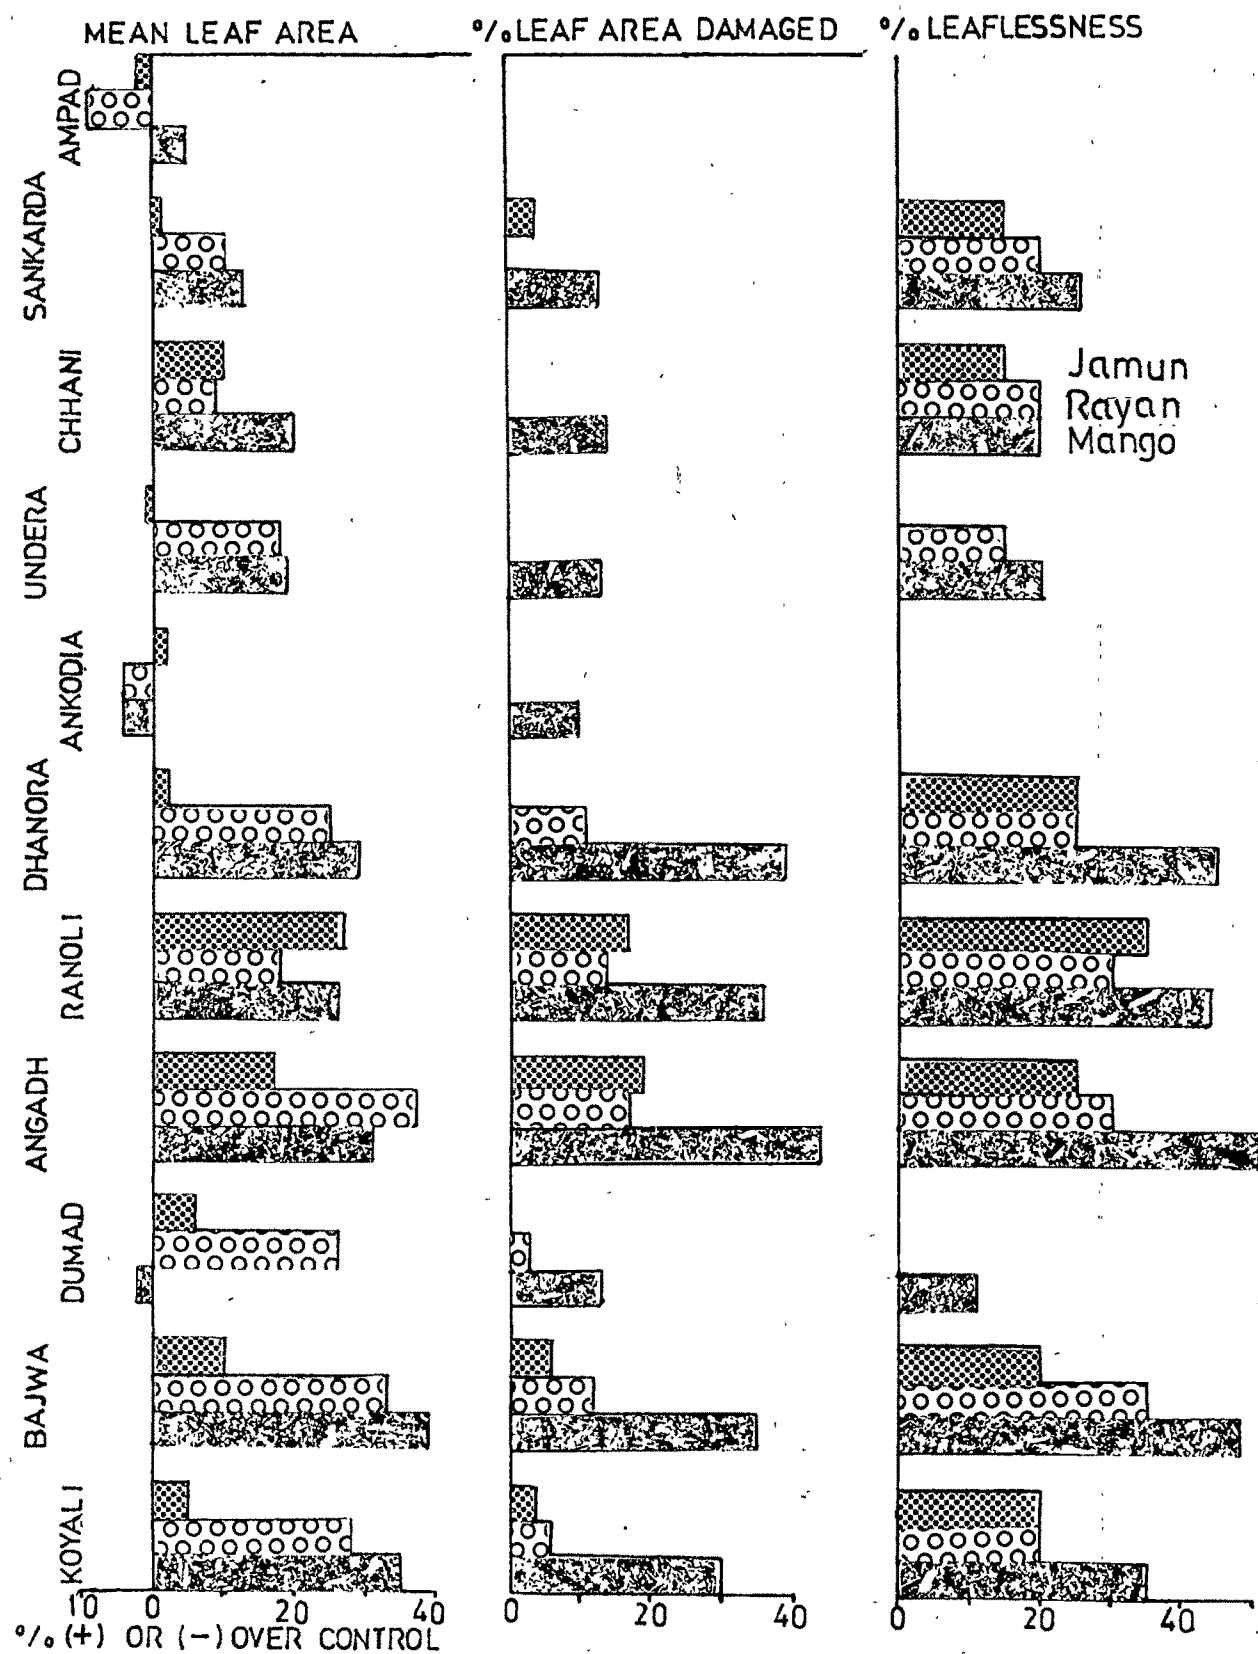 MEAN LEAF AREA
% LEAF AREA DAMAGED
% LEAFLESSNESS
AMPAD
SANKARDA
CHHANI
Jamun
Rayan
Mango
UNDERA
ANKODIA
DHANORA
RANOLI
ANGADH
DUMAD
BAJWA
KOYALI
10 0 20 40
0 20 40
0 20 40
% (+) OR (-) OVER CONTROL